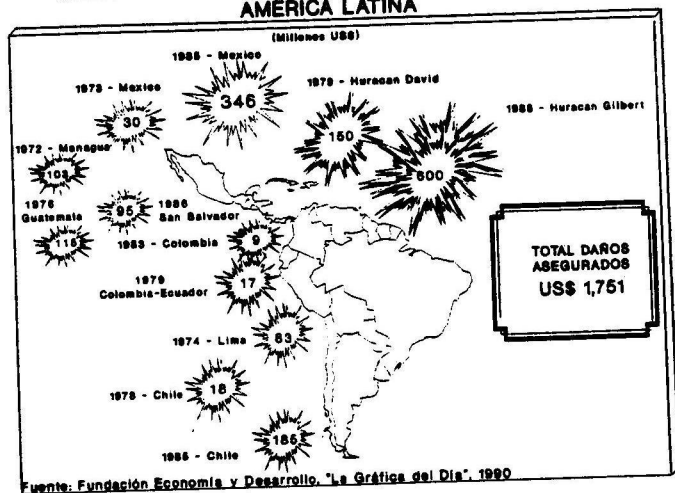 AMERICA LATINA
(Millones US$)
1985 - Mexico
346
1973 - Mexico
30
1979 - Huracan David
150
1988 - Huracan Gilbert
600
1972 - Managua
103
1976
Guatemala
115
95
1986
San Salvador
1983 - Colombia
9
1979
Colombia-Ecuador
17
1974 - Lima
83
- Chile
18
1985 - Chile
185
TOTAL DAÑOS
ASEGURADOS
US$ 1,751
Fuente: Fundación Economía y Desarrollo, "La Gráfica del Día", 1990